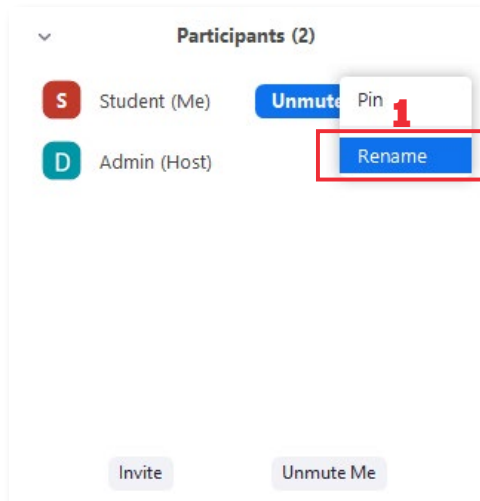 Participants (2)
S Student (Me) Unmute Pin
1
D Admin (Host) Rename
Invite Unmute Me